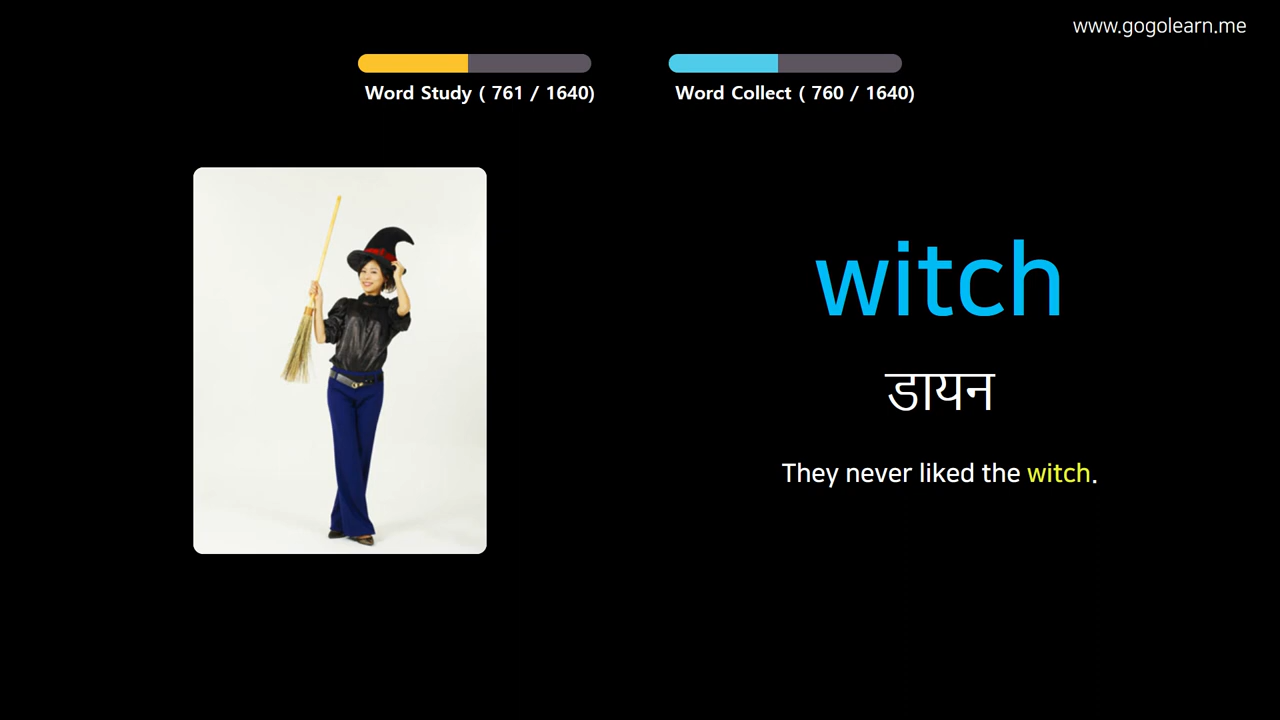 www.gogolearn.me
Word Study ( 761 / 1640)
Word Collect ( 760 / 1640)
witch
डायन
They never liked the witch.